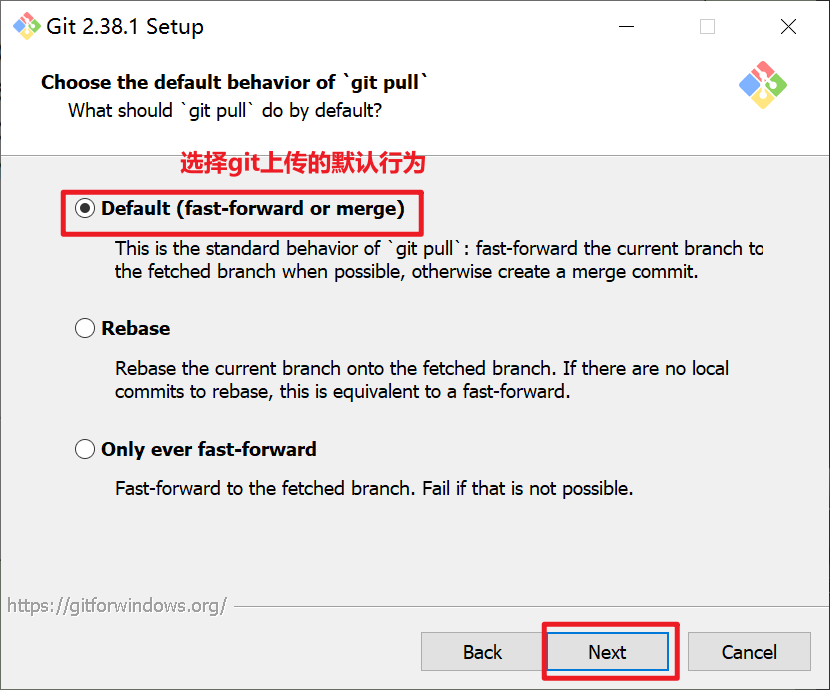 Git 2.38.1 Setup
Choose the default behavior of `git pull`
What should `git pull` do by default?
选择git上传的默认行为
Default (fast-forward or merge)
This is the standard behavior of `git pull`: fast-forward the current branch to
the fetched branch when possible, otherwise create a merge commit.
Rebase
Rebase the current branch onto the fetched branch. If there are no local
commits to rebase, this is equivalent to a fast-forward.
Only ever fast-forward
Fast-forward to the fetched branch. Fail if that is not possible.
https://gitforwindows.org/
Back
Next
Cancel